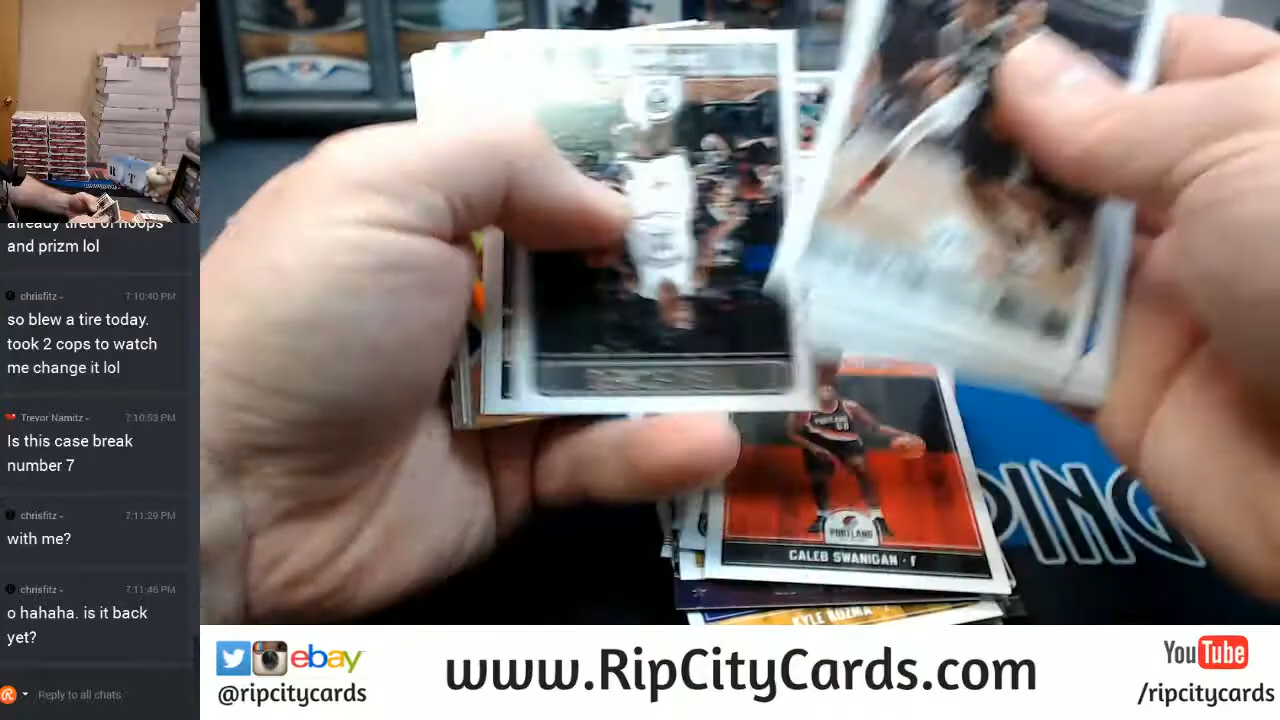 already tired of hoops
and prizm lol
chrisfitz - 7:10:40 PM
so blew a tire today.
took 2 cops to watch
me change it lol
Trevor Namitz - 7:10:53 PM
Is this case break
number 7
chrisfitz - 7:11:29 PM
with me?
chrisfitz - 7:11:46 PM
o hahaha. is it back
yet?
Reply to all chats
PORTLAND
PORTLAND
CALEB SWANIGAN · F
KYLE KUZMA
DING
ebay
@ripcitycards
www.RipCityCards.com
YouTube
/ripcitycards